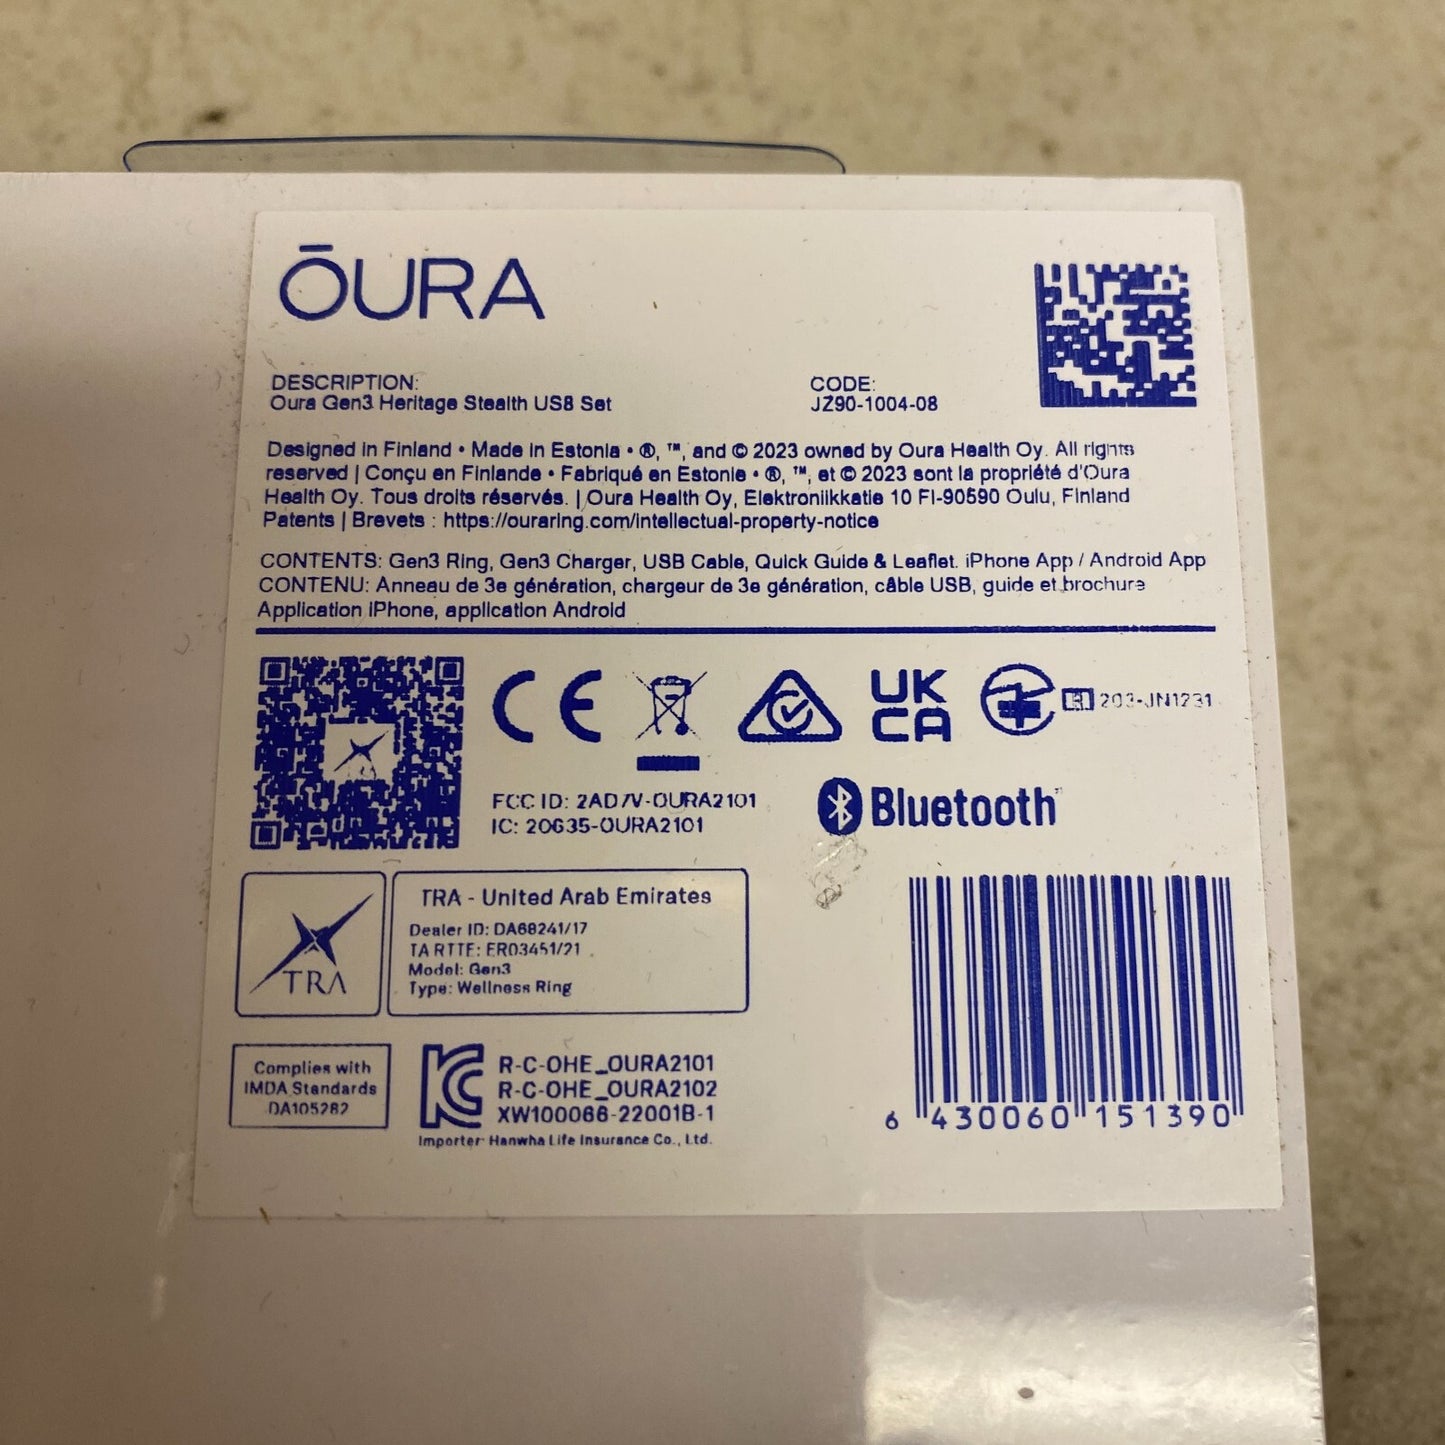 ŌURA
DESCRIPTION:
Oura Gen3 Heritage Stealth US8 Set
CODE:
JZ90-1004-08
Designed in Finland • Made in Estonia • ®, ™, and © 2023 owned by Oura Health Oy. All rights
reserved | Conçu en Finlande • Fabriqué en Estonie • ®, ™, et © 2023 sont la propriété d'Oura
Health Oy. Tous droits réservés. | Oura Health Oy, Elektroniikkatie 10 FI-90590 Oulu, Finland
Patents | Brevets : https://ouraring.com/intellectual-property-notice
CONTENTS: Gen3 Ring, Gen3 Charger, USB Cable, Quick Guide & Leaflet. iPhone App / Android App
CONTENU: Anneau de 3e génération, chargeur de 3e génération, câble USB, guide et brochure
Application iPhone, application Android
CE
UK
CA
R 203-JN1231
FCC ID: 2AD7V-OURA2101
IC: 20635-OURA2101
Bluetooth™
TRA
TRA - United Arab Emirates
Dealer ID: DA68241/17
TA RTTE: ER03451/21
Model: Gen3
Type: Wellness Ring
Complies with
IMDA Standards
DA105282
R-C-OHE_OURA2101
R-C-OHE_OURA2102
XW100066-22001B-1
Importer: Hanwha Life Insurance Co., Ltd.
6 430060 151390